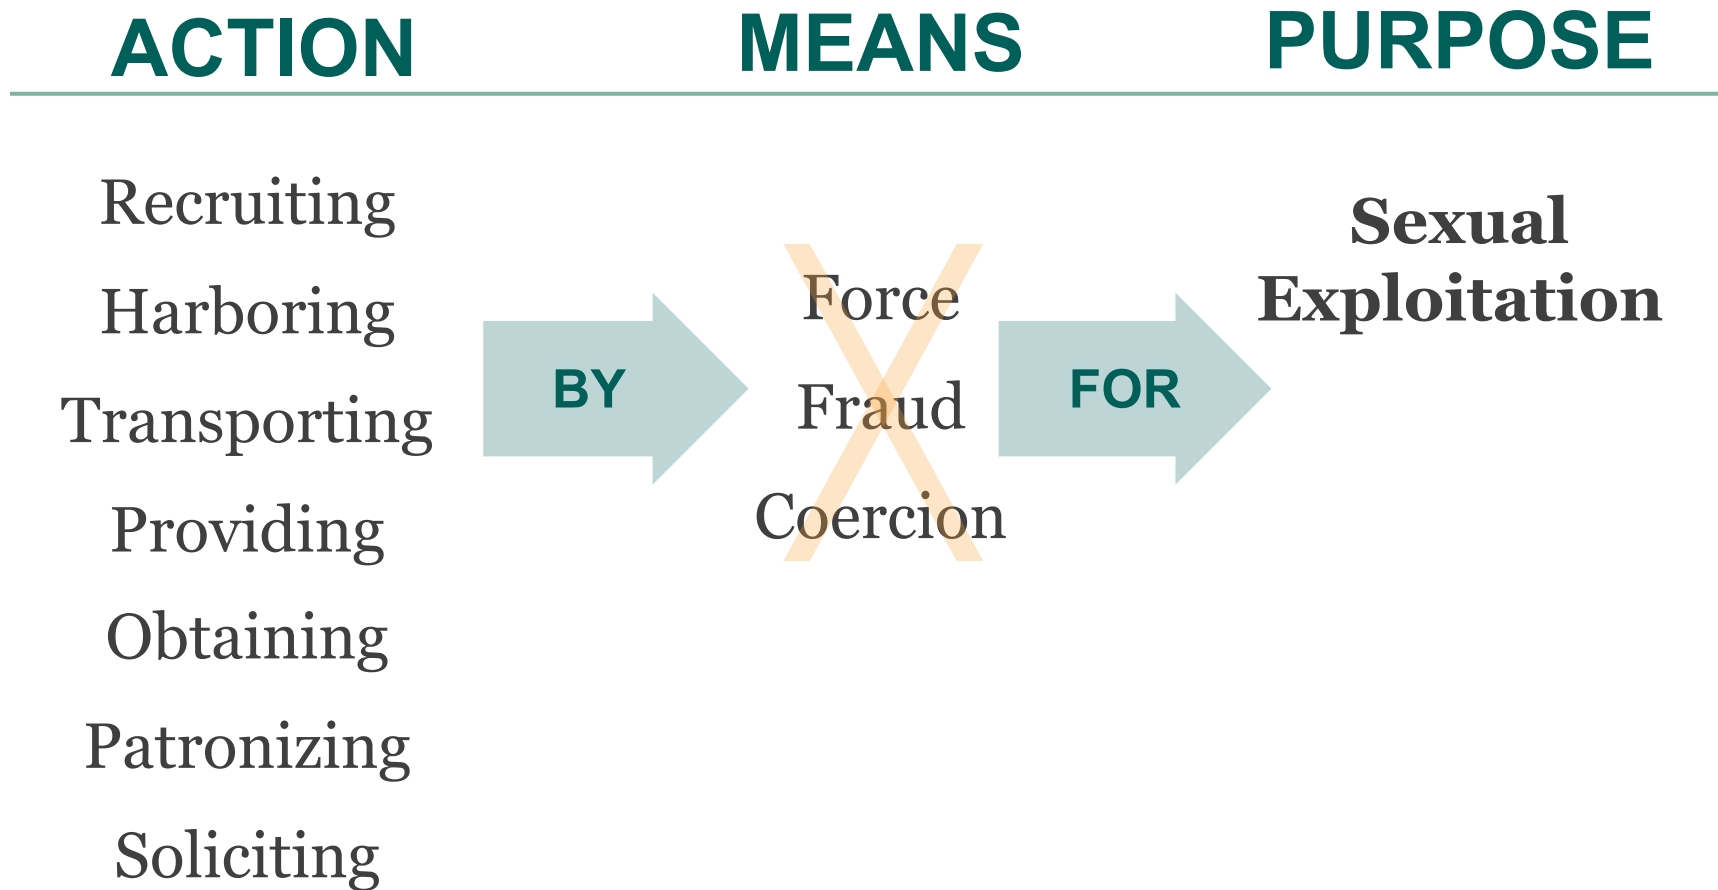 ACTION MEANS PURPOSE
Recruiting
Harboring
Transporting
Providing
Obtaining
Patronizing
Soliciting
BY
Force
Fraud
Coercion
FOR
Sexual
Exploitation